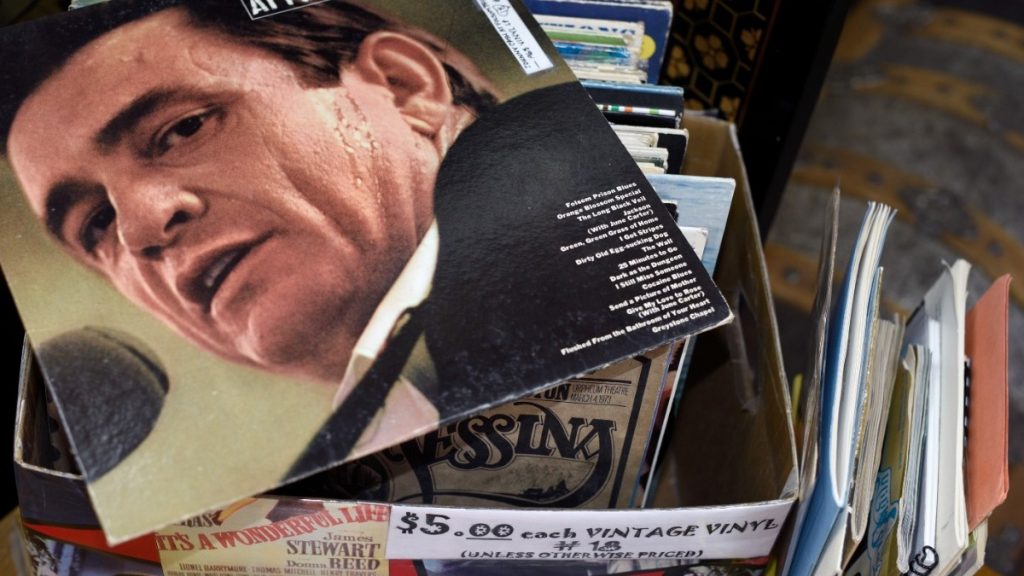 Folsom Prison Blues
Orange Blossom Special
The Long Black Veil
Jackson
(With June Carter)
Green, Green Grass of Home
I Got Stripes
Dirty Old Egg-sucking Dog
The Wall
25 Minutes to Go
Dark as the Dungeon
I Still Miss Someone
Cocaine Blues
Send a Picture of Mother
Give My Love to Rose
(With June Carter)
Flushed From the Bathroom of Your Heart
Greystone Chapel
ORPHEUM THEATRE
MARCH 4, 1973
ESSINA
IT'S A WONDERFUL LIFE
James
STEWART
Donna
REED
LIONEL BARRYMORE THOMAS MITCHELL HENRY TRAVERS
$5.00 each VINTAGE VINYL
# 18
(UNLESS OTHERWISE PRICED)